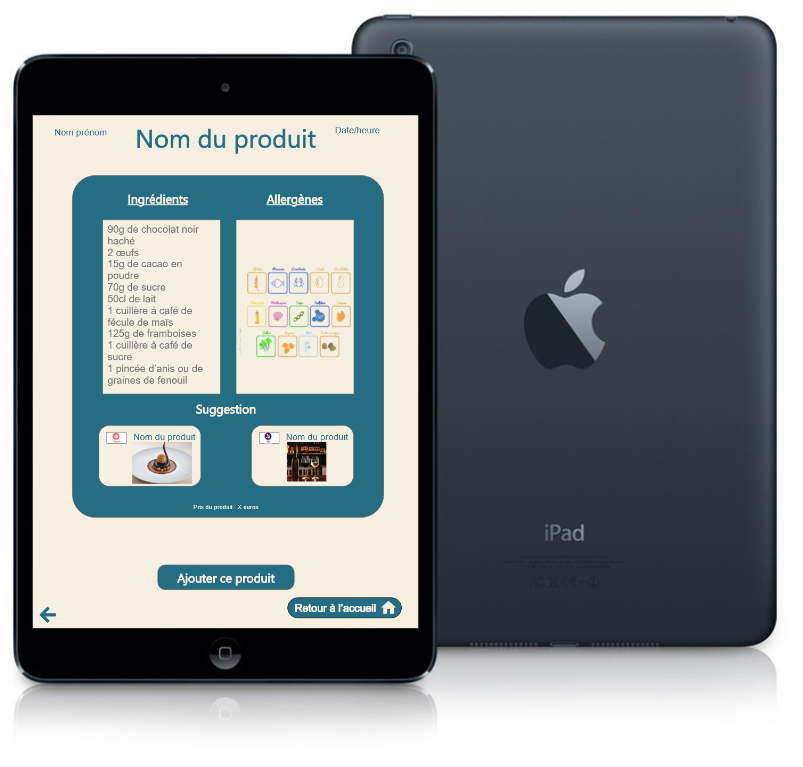 Nom prénom
Nom du produit
Date/heure
Ingrédients
Allergènes
90g de chocolat noir
haché
2 œufs
15g de cacao en
poudre
70g de sucre
50cl de lait
1 cuillère à café de
fécule de maïs
125g de framboises
1 cuillère à café de
sucre
1 pincée d'anis ou de
graines de fenouil
Suggestion
Nom du produit
Nom du produit
Prix du produit : X euros
Ajouter ce produit
Retour à l'accueil
iPad